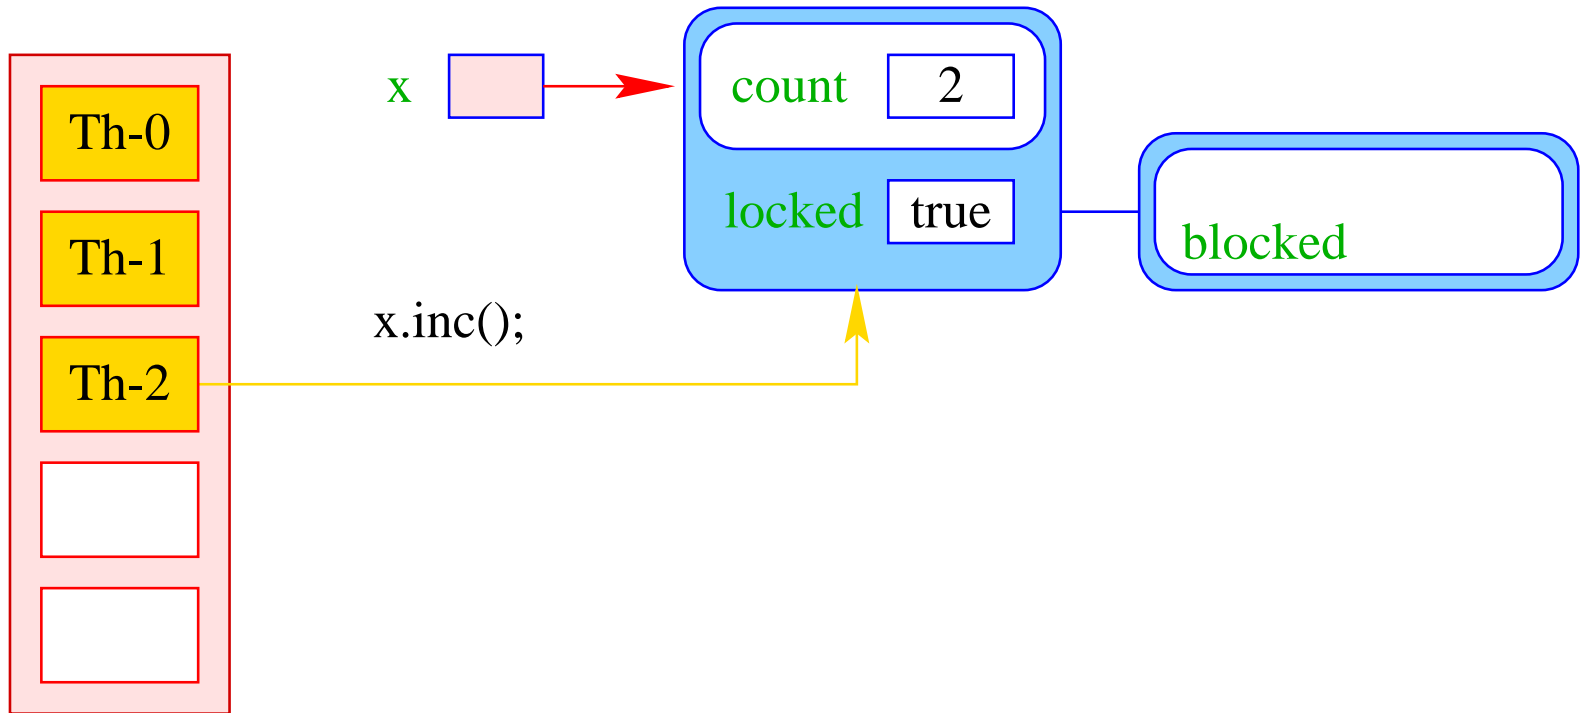 Th-0
Th-1
Th-2
x
count 2
locked true
blocked
x.inc();